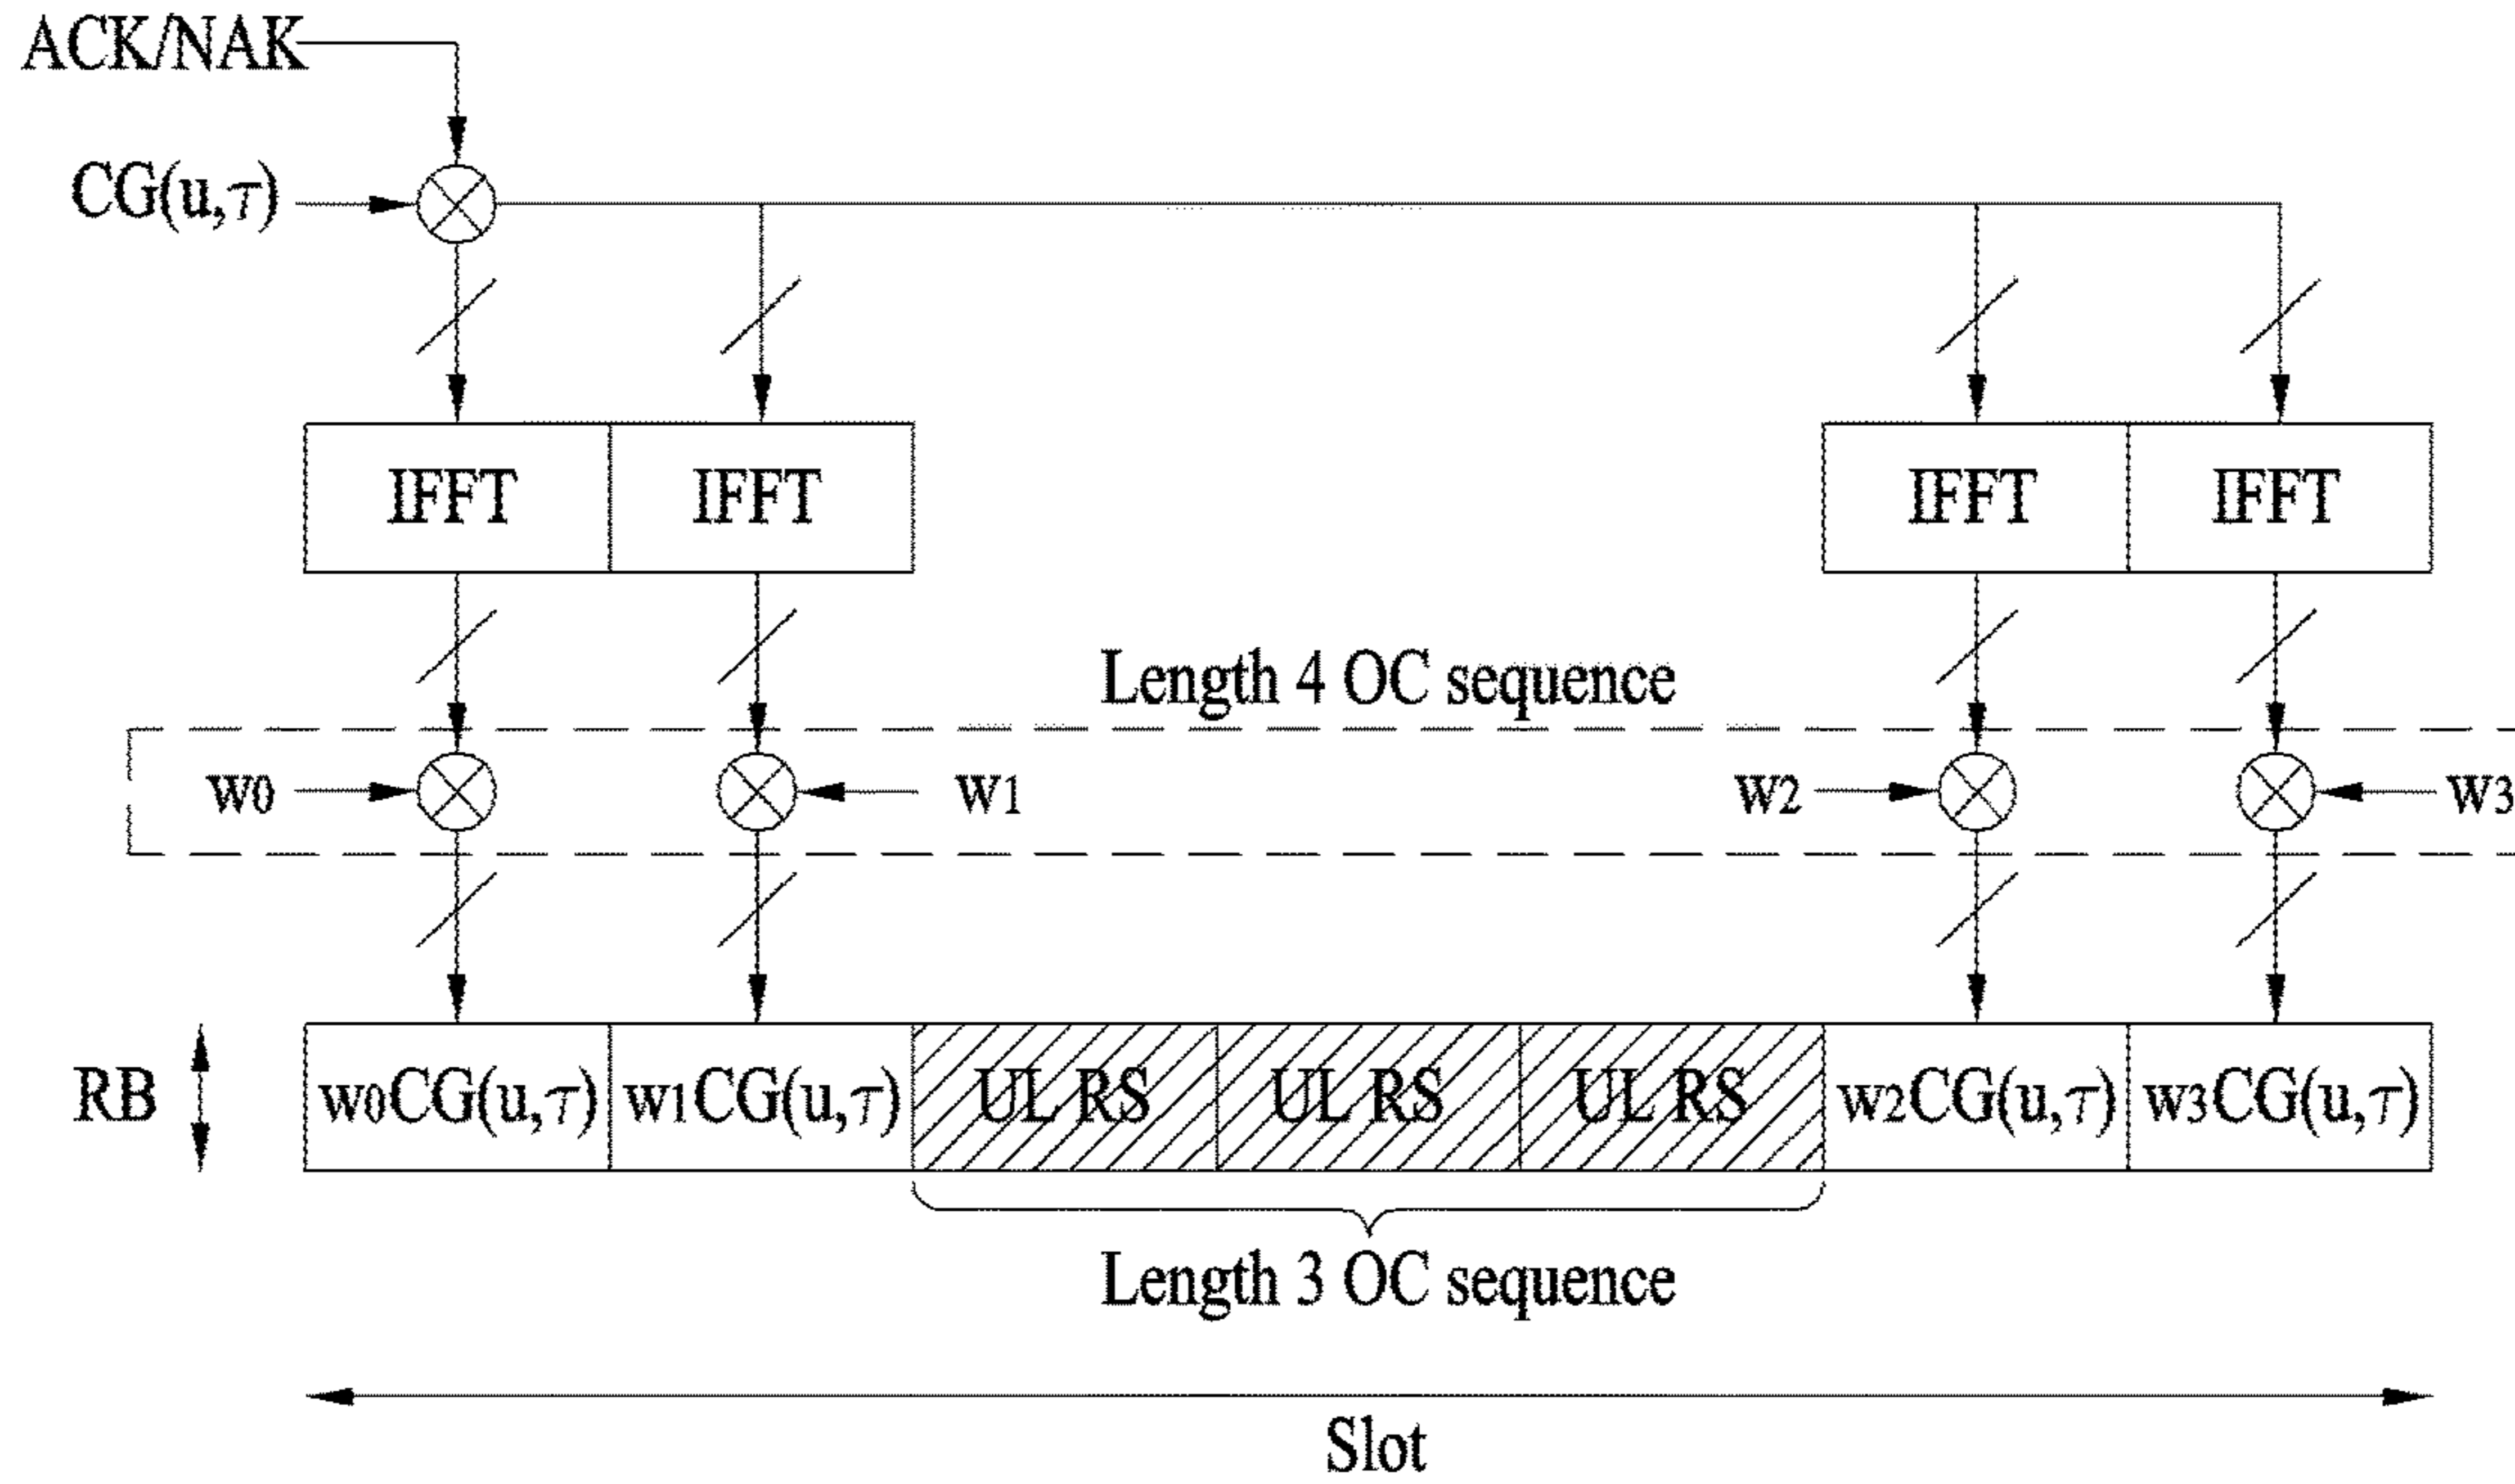 ACK/NAK
CG(u,τ)
IFFT IFFT IFFT IFFT
Length 4 OC sequence
w0 w1 w2 w3
RB w0CG(u,τ) w1CG(u,τ) UL RS UL RS UL RS w2CG(u,τ) w3CG(u,τ)
Length 3 OC sequence
Slot